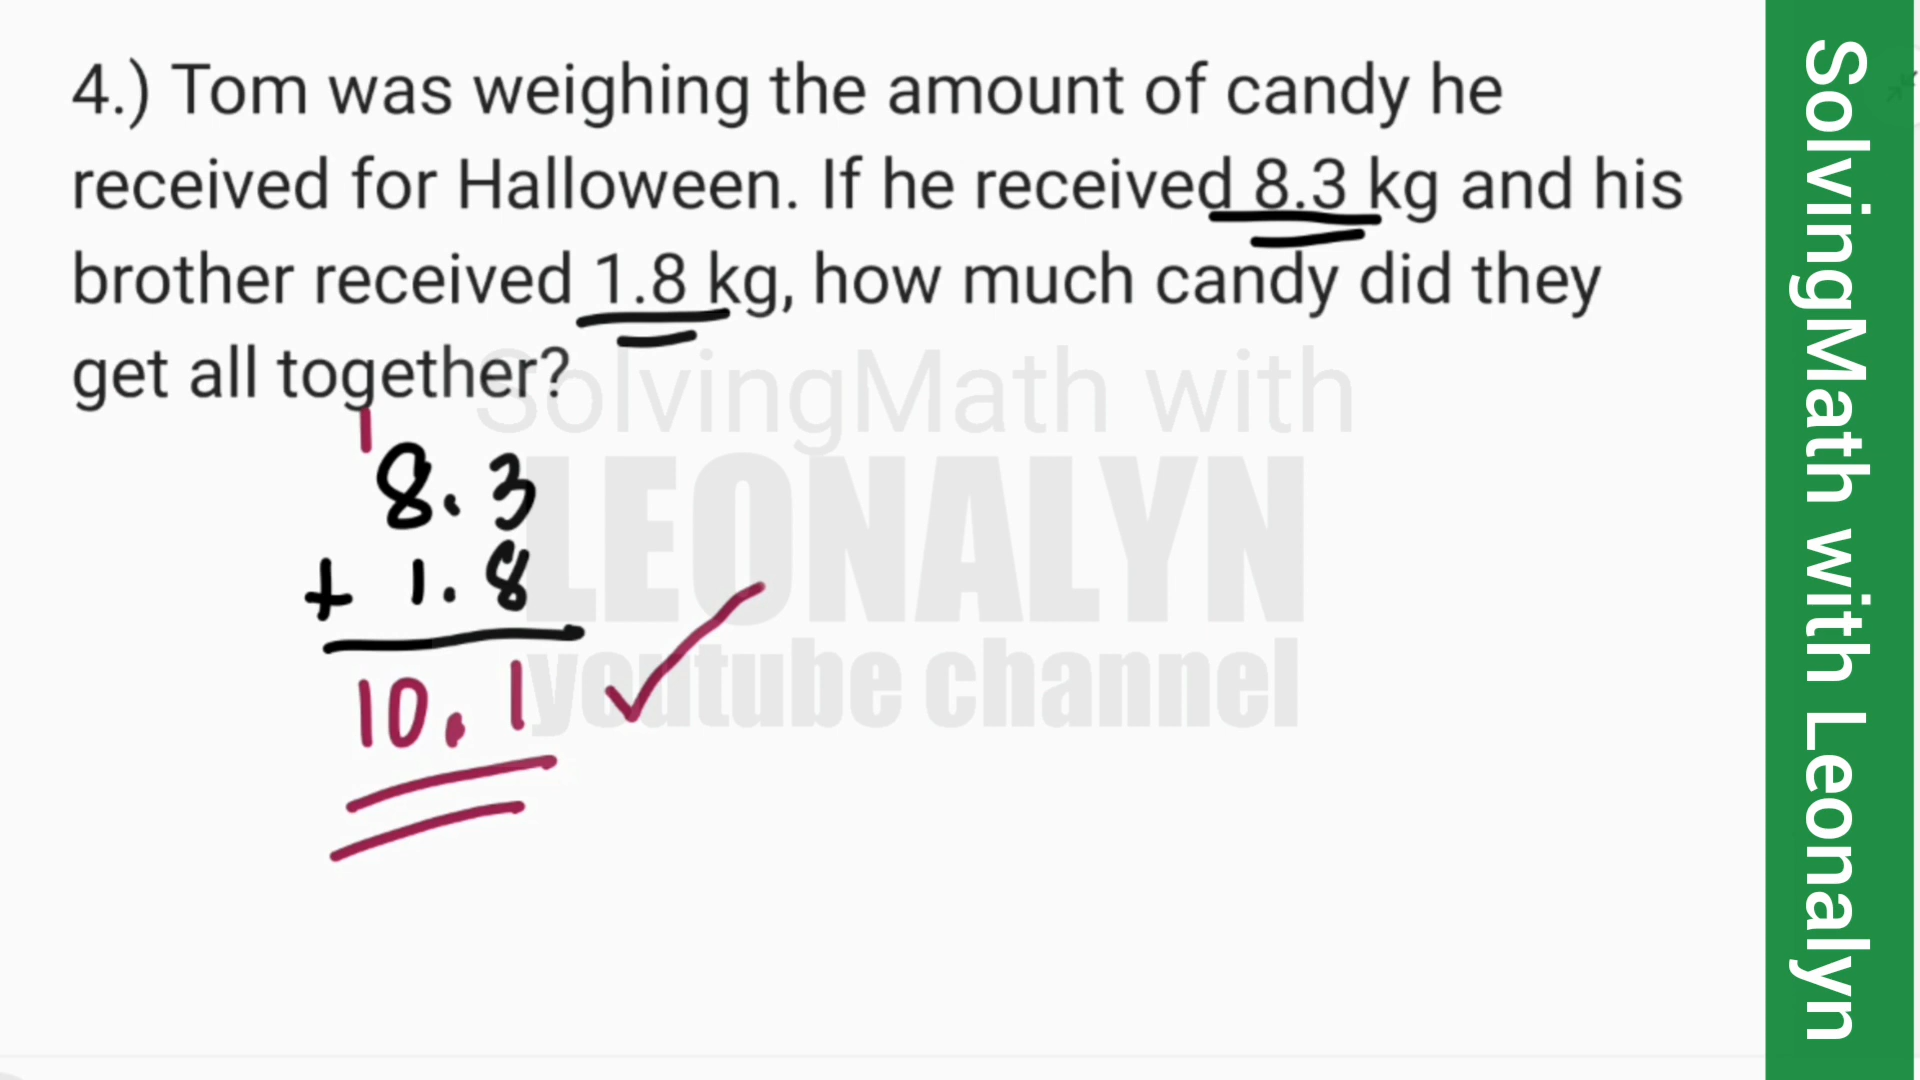 4.) Tom was weighing the amount of candy he
received for Halloween. If he received 8.3 kg and his
brother received 1.8 kg, how much candy did they
get all together?
SolvingMath with
LEONALYN
youtube channel
1
8.3
+ 1.8
10.1
SolvingMath with Leonalyn